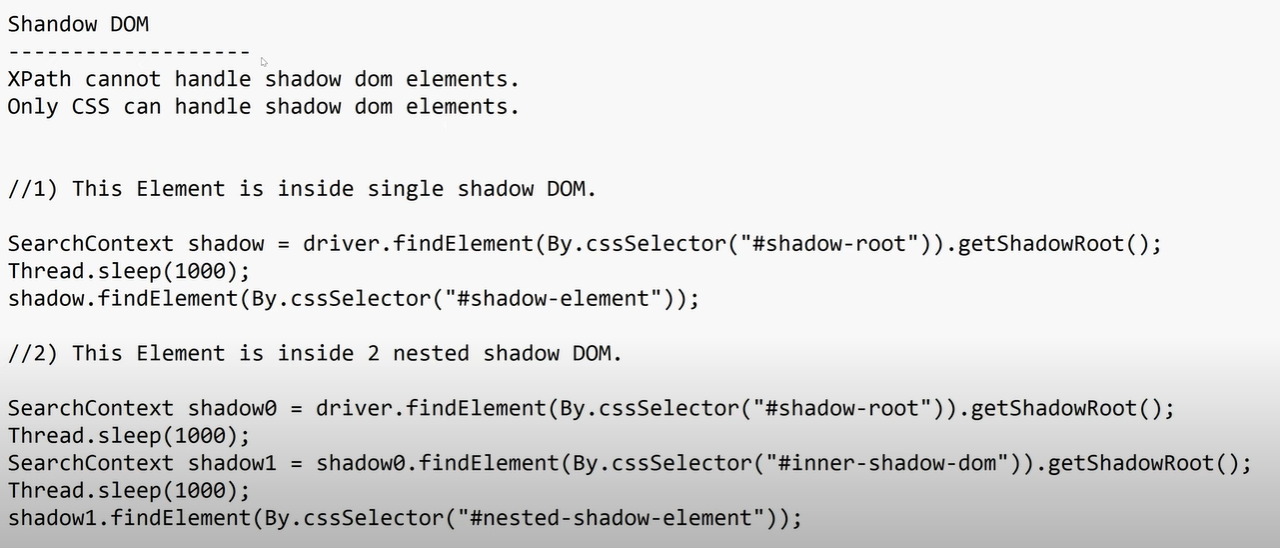 Shandow DOM
-------------------
XPath cannot handle shadow dom elements.
Only CSS can handle shadow dom elements.
//1) This Element is inside single shadow DOM.
SearchContext shadow = driver.findElement(By.cssSelector("#shadow-root")).getShadowRoot();
Thread.sleep(1000);
shadow.findElement(By.cssSelector("#shadow-element"));
//2) This Element is inside 2 nested shadow DOM.
SearchContext shadow0 = driver.findElement(By.cssSelector("#shadow-root")).getShadowRoot();
Thread.sleep(1000);
SearchContext shadow1 = shadow0.findElement(By.cssSelector("#inner-shadow-dom")).getShadowRoot();
Thread.sleep(1000);
shadow1.findElement(By.cssSelector("#nested-shadow-element"));